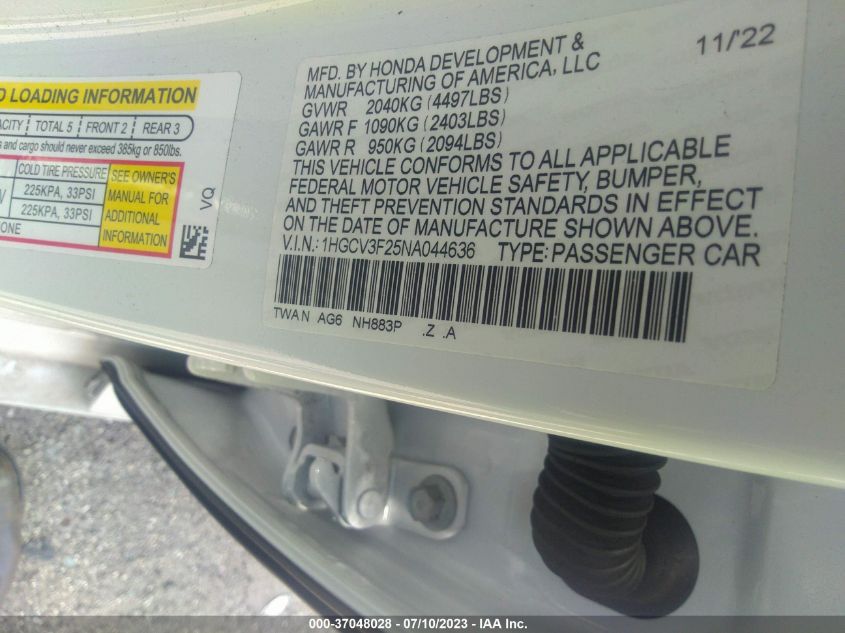 D LOADING INFORMATION
ACITY TOTAL 5 FRONT 2 REAR 3
s and cargo should never exceed 385kg or 850lbs.
COLD TIRE PRESSURE
225KPA, 33PSI
225KPA, 33PSI
SEE OWNER'S
MANUAL FOR
ADDITIONAL
INFORMATION
VQ
11/'22
MFD. BY HONDA DEVELOPMENT &
MANUFACTURING OF AMERICA, LLC
GVWR 2040KG (4497LBS)
GAWR F 1090KG (2403LBS)
GAWR R 950KG (2094LBS)
THIS VEHICLE CONFORMS TO ALL APPLICABLE
FEDERAL MOTOR VEHICLE SAFETY, BUMPER,
AND THEFT PREVENTION STANDARDS IN EFFECT
ON THE DATE OF MANUFACTURE SHOWN ABOVE.
V.I.N.: 1HGCV3F25NA044636 TYPE: PASSENGER CAR
TWA N AG6 NH883P .Z .A
000-37048028 - 07/10/2023 - IAA Inc.